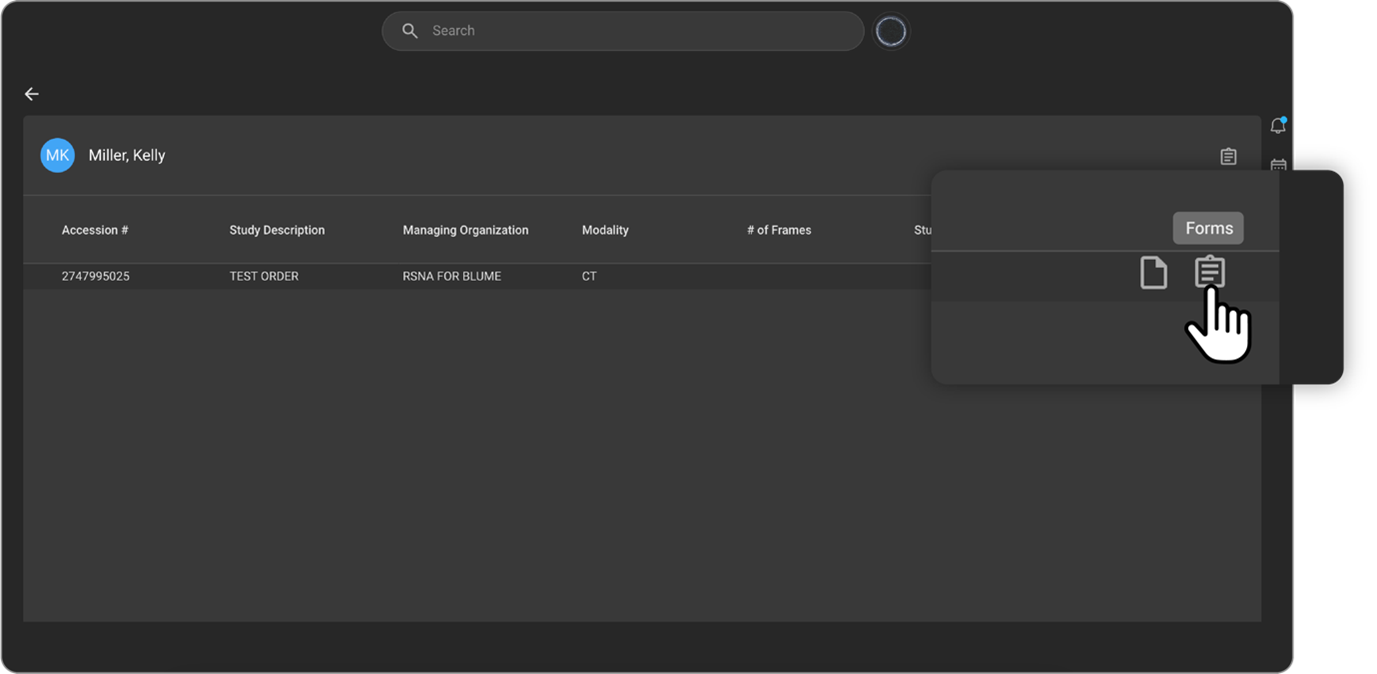 Search
MK Miller, Kelly
Accession # Study Description Managing Organization Modality # of Frames
Forms
2747995025 TEST ORDER RSNA FOR BLUME CT